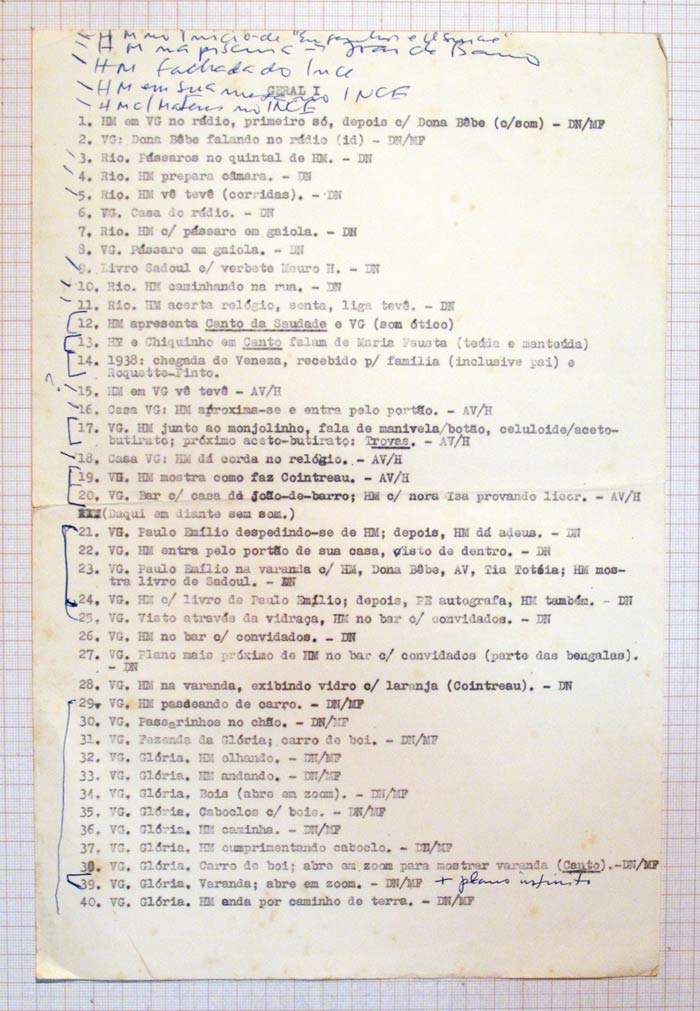 HM no Início de "Engenhos e Usinas"
HM na piscina → Grão de Barro
HM fachada do Ince
HM em sua mesa no INCE
HM c/ Mateus no INCE
GERAL I
1. HM em VG no rádio, primeiro só, depois c/ Dona Bêbe (c/som) - DN/MF
2. VG: Dona Bêbe falando no rádio (id) - DN/MF
3. Rio. Pássaros no quintal de HM. - DN
4. Rio. HM prepara câmara. - DN
5. Rio. HM vê tevê (corridas). - DN
6. VG. Casa do rádio. - DN
7. Rio. HM c/ pássaro em gaiola. - DN
8. VG. Pássaro em gaiola. - DN
9. Livro Sadoul c/ verbete Mauro H. - DN
10. Rio. HM caminhando na rua. - DN
11. Rio. HM acerta relógio, senta, liga tevê. - DN
12. HM apresenta Canto da Saudade e VG (som ótico)
13. HM e Chiquinho em Canto falam de Maria Fausta (teúda e manteúda)
14. 1938: chegada de Veneza, recebido p/ família (inclusive pai) e
Roquette-Pinto.
?
15. HM em VG vê tevê - AV/H
16. Casa VG: HM aproxima-se e entra pelo portão. - AV/H
17. VG. HM junto ao monjolinho, fala de manivela/botão, celuloide/aceto-
butirato; próximo aceto-butirato: Trovas. - AV/H
18. Casa VG: HM dá corda no relógio. - AV/H
19. VG. HM mostra como faz Cointreau. - AV/H
20. VG. Bar c/ casa de joão-de-barro; HM c/ nora Isa provando licor. - AV/H
XXX(Daqui em diante sem som.)
21. VG. Paulo Emílio despedindo-se de HM; depois, HM dá adeus. - DN
22. VG. HM entra pelo portão de sua casa, visto de dentro. - DN
23. VG. Paulo Emílio na varanda c/ HM, Dona Bêbe, AV, Tia Totóia; HM mos-
tra livro de Sadoul. - DN
24. VG. HM c/ livro de Paulo Emílio; depois, PE autografa, HM também. - DN
25. VG. Visto através da vidraça, HM no bar c/ convidados. - DN
26. VG. HM no bar c/ convidados. - DN
27. VG. Plano mais próximo de HM no bar c/ convidados (parte das bengalas).
- DN
28. VG. HM na varanda, exibindo vidro c/ laranja (Cointreau). - DN
29. VG. HM passeando de carro. - DN/MF
30. VG. Passarinhos no chão. - DN/MF
31. VG. Fazenda da Glória; carro de boi. - DN/MF
32. VG. Glória. HM olhando. - DN/MF
33. VG. Glória. HM andando. - DN/MF
34. VG. Glória. Bois (abre em zoom). - DN/MF
35. VG. Glória. Caboclos c/ bois. - DN/MF
36. VG. Glória. HM caminha. - DN/MF
37. VG. Glória. HM cumprimentando caboclo. - DN/MF
38. VG. Glória. Carro de boi; abre em zoom para mostrar varanda (Canto).-DN/MF
39. VG. Glória. Varanda; abre em zoom. - DN/MF + plano
40. VG. Glória. HM anda por caminho de terra. - DN/MF